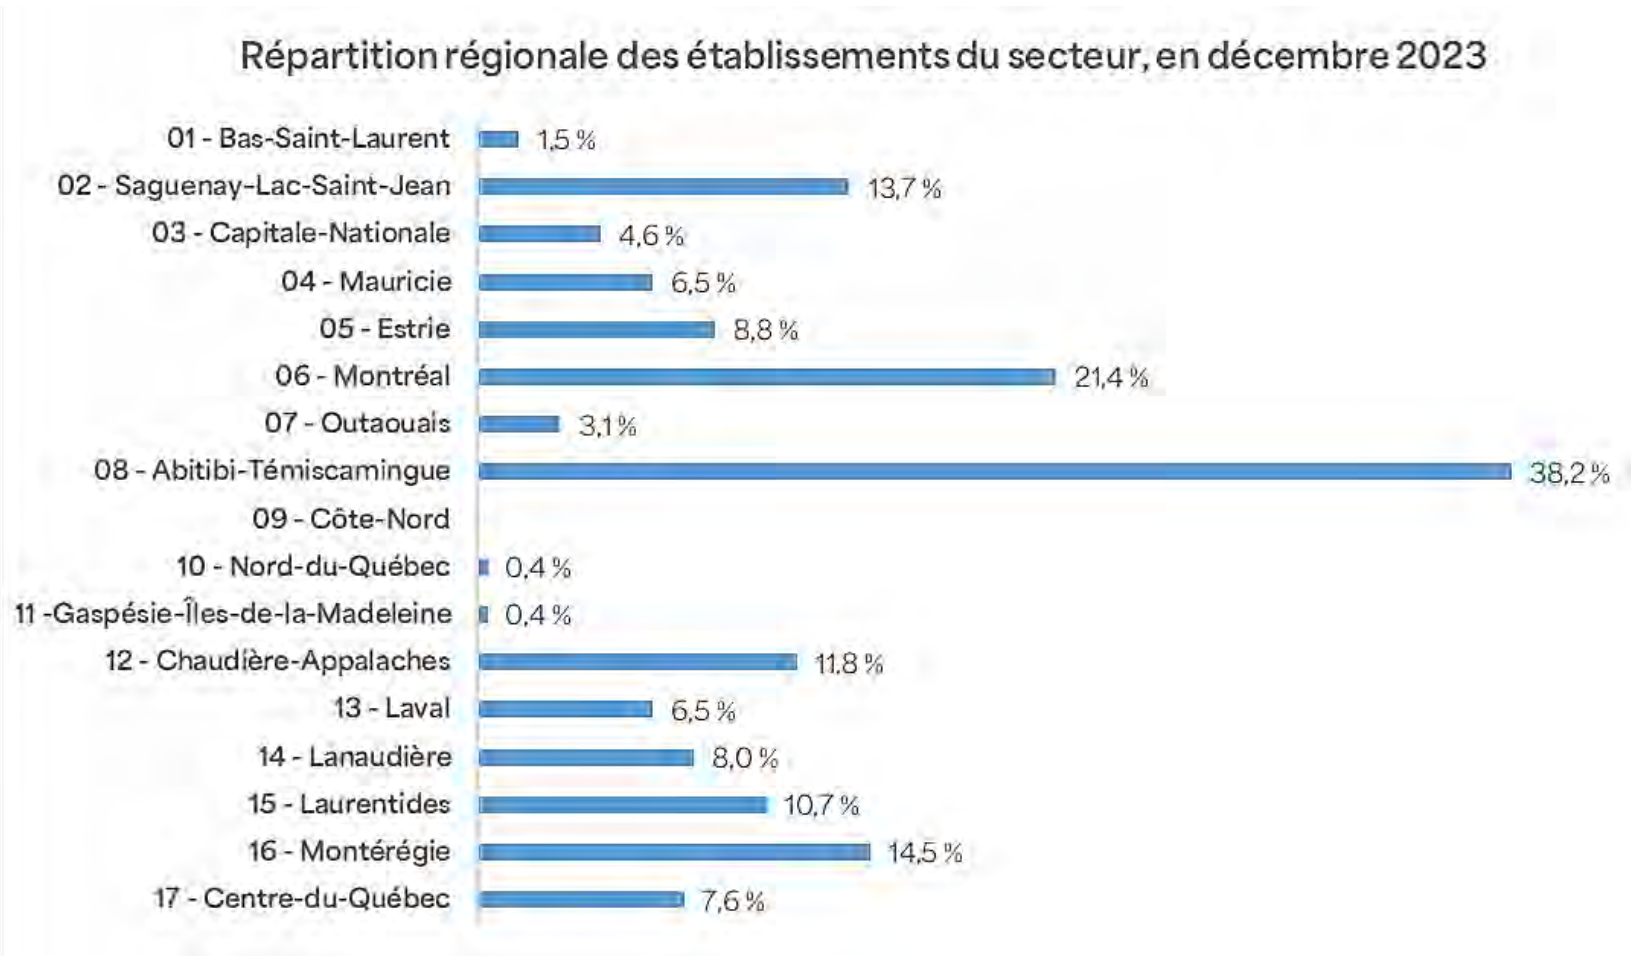 Répartition régionale des établissements du secteur, en décembre 2023
01 - Bas-Saint-Laurent 1,5 %
02 - Saguenay-Lac-Saint-Jean 13,7 %
03 - Capitale-Nationale 4,6 %
04 - Mauricie 6,5 %
05 - Estrie 8,8 %
06 - Montréal 21,4 %
07 - Outaouais 3,1 %
08 - Abitibi-Témiscamingue 38,2 %
09 - Côte-Nord
10 - Nord-du-Québec 0,4 %
11 -Gaspésie-Îles-de-la-Madeleine 0,4 %
12 - Chaudière-Appalaches 11.8 %
13 - Laval 6,5 %
14 - Lanaudière 8,0 %
15 - Laurentides 10,7 %
16 - Montérégie 14,5 %
17 - Centre-du-Québec 7,6 %